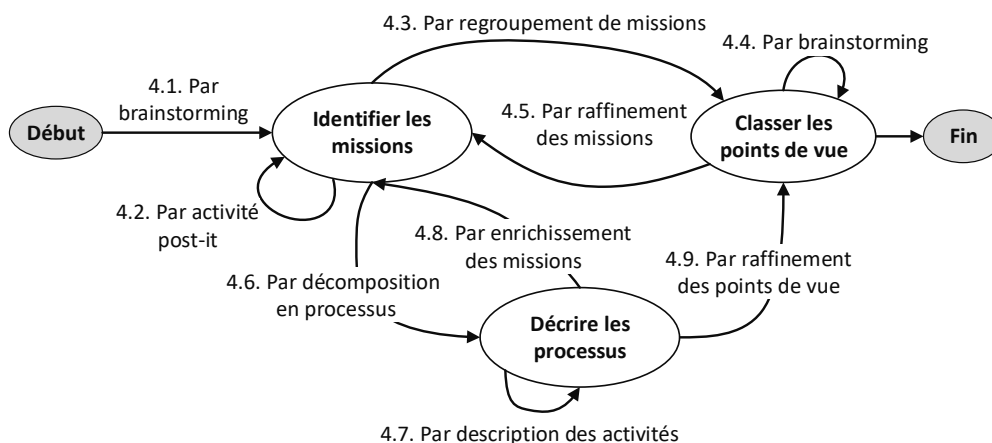 4.3. Par regroupement de missions
4.4. Par brainstorming
4.1. Par
brainstorming
4.5. Par raffinement
des missions
Début
Identifier les
missions
Classer les
points de vue
Fin
4.2. Par activité
post-it
4.8. Par enrichissement
des missions
4.9. Par raffinement
des points de vue
4.6. Par décomposition
en processus
Décrire les
processus
4.7. Par description des activités